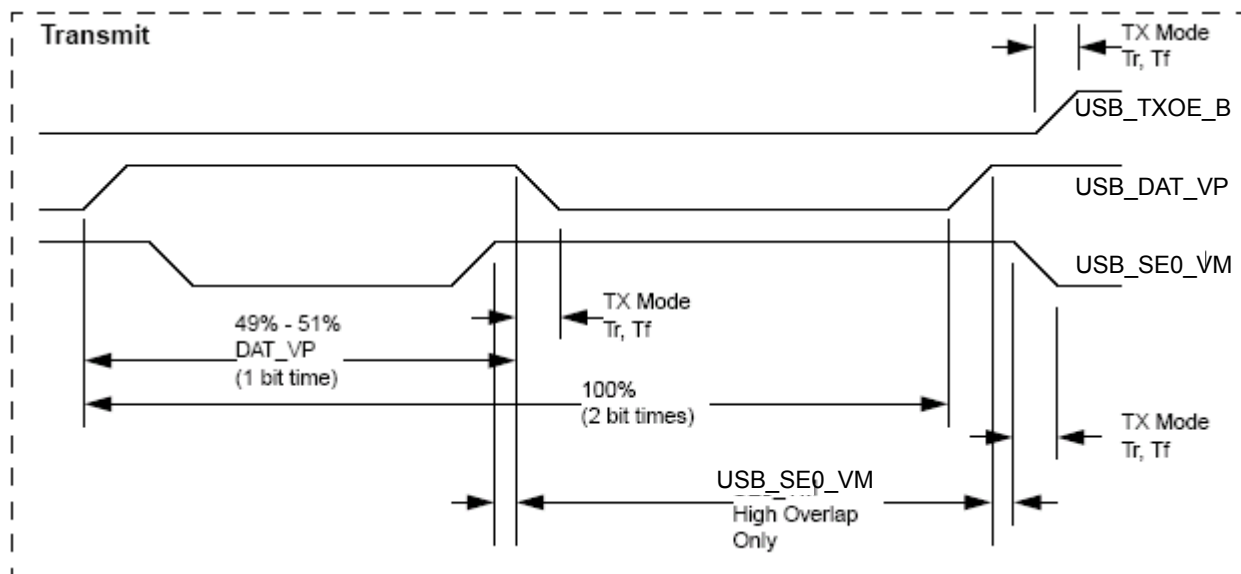 Transmit
TX Mode
Tr, Tf
USB_TXOE_B
USB_DAT_VP
USB_SE0_VM
TX Mode
Tr, Tf
49% - 51%
DAT_VP
(1 bit time)
100%
(2 bit times)
TX Mode
Tr, Tf
USB_SE0_VM
High Overlap
Only